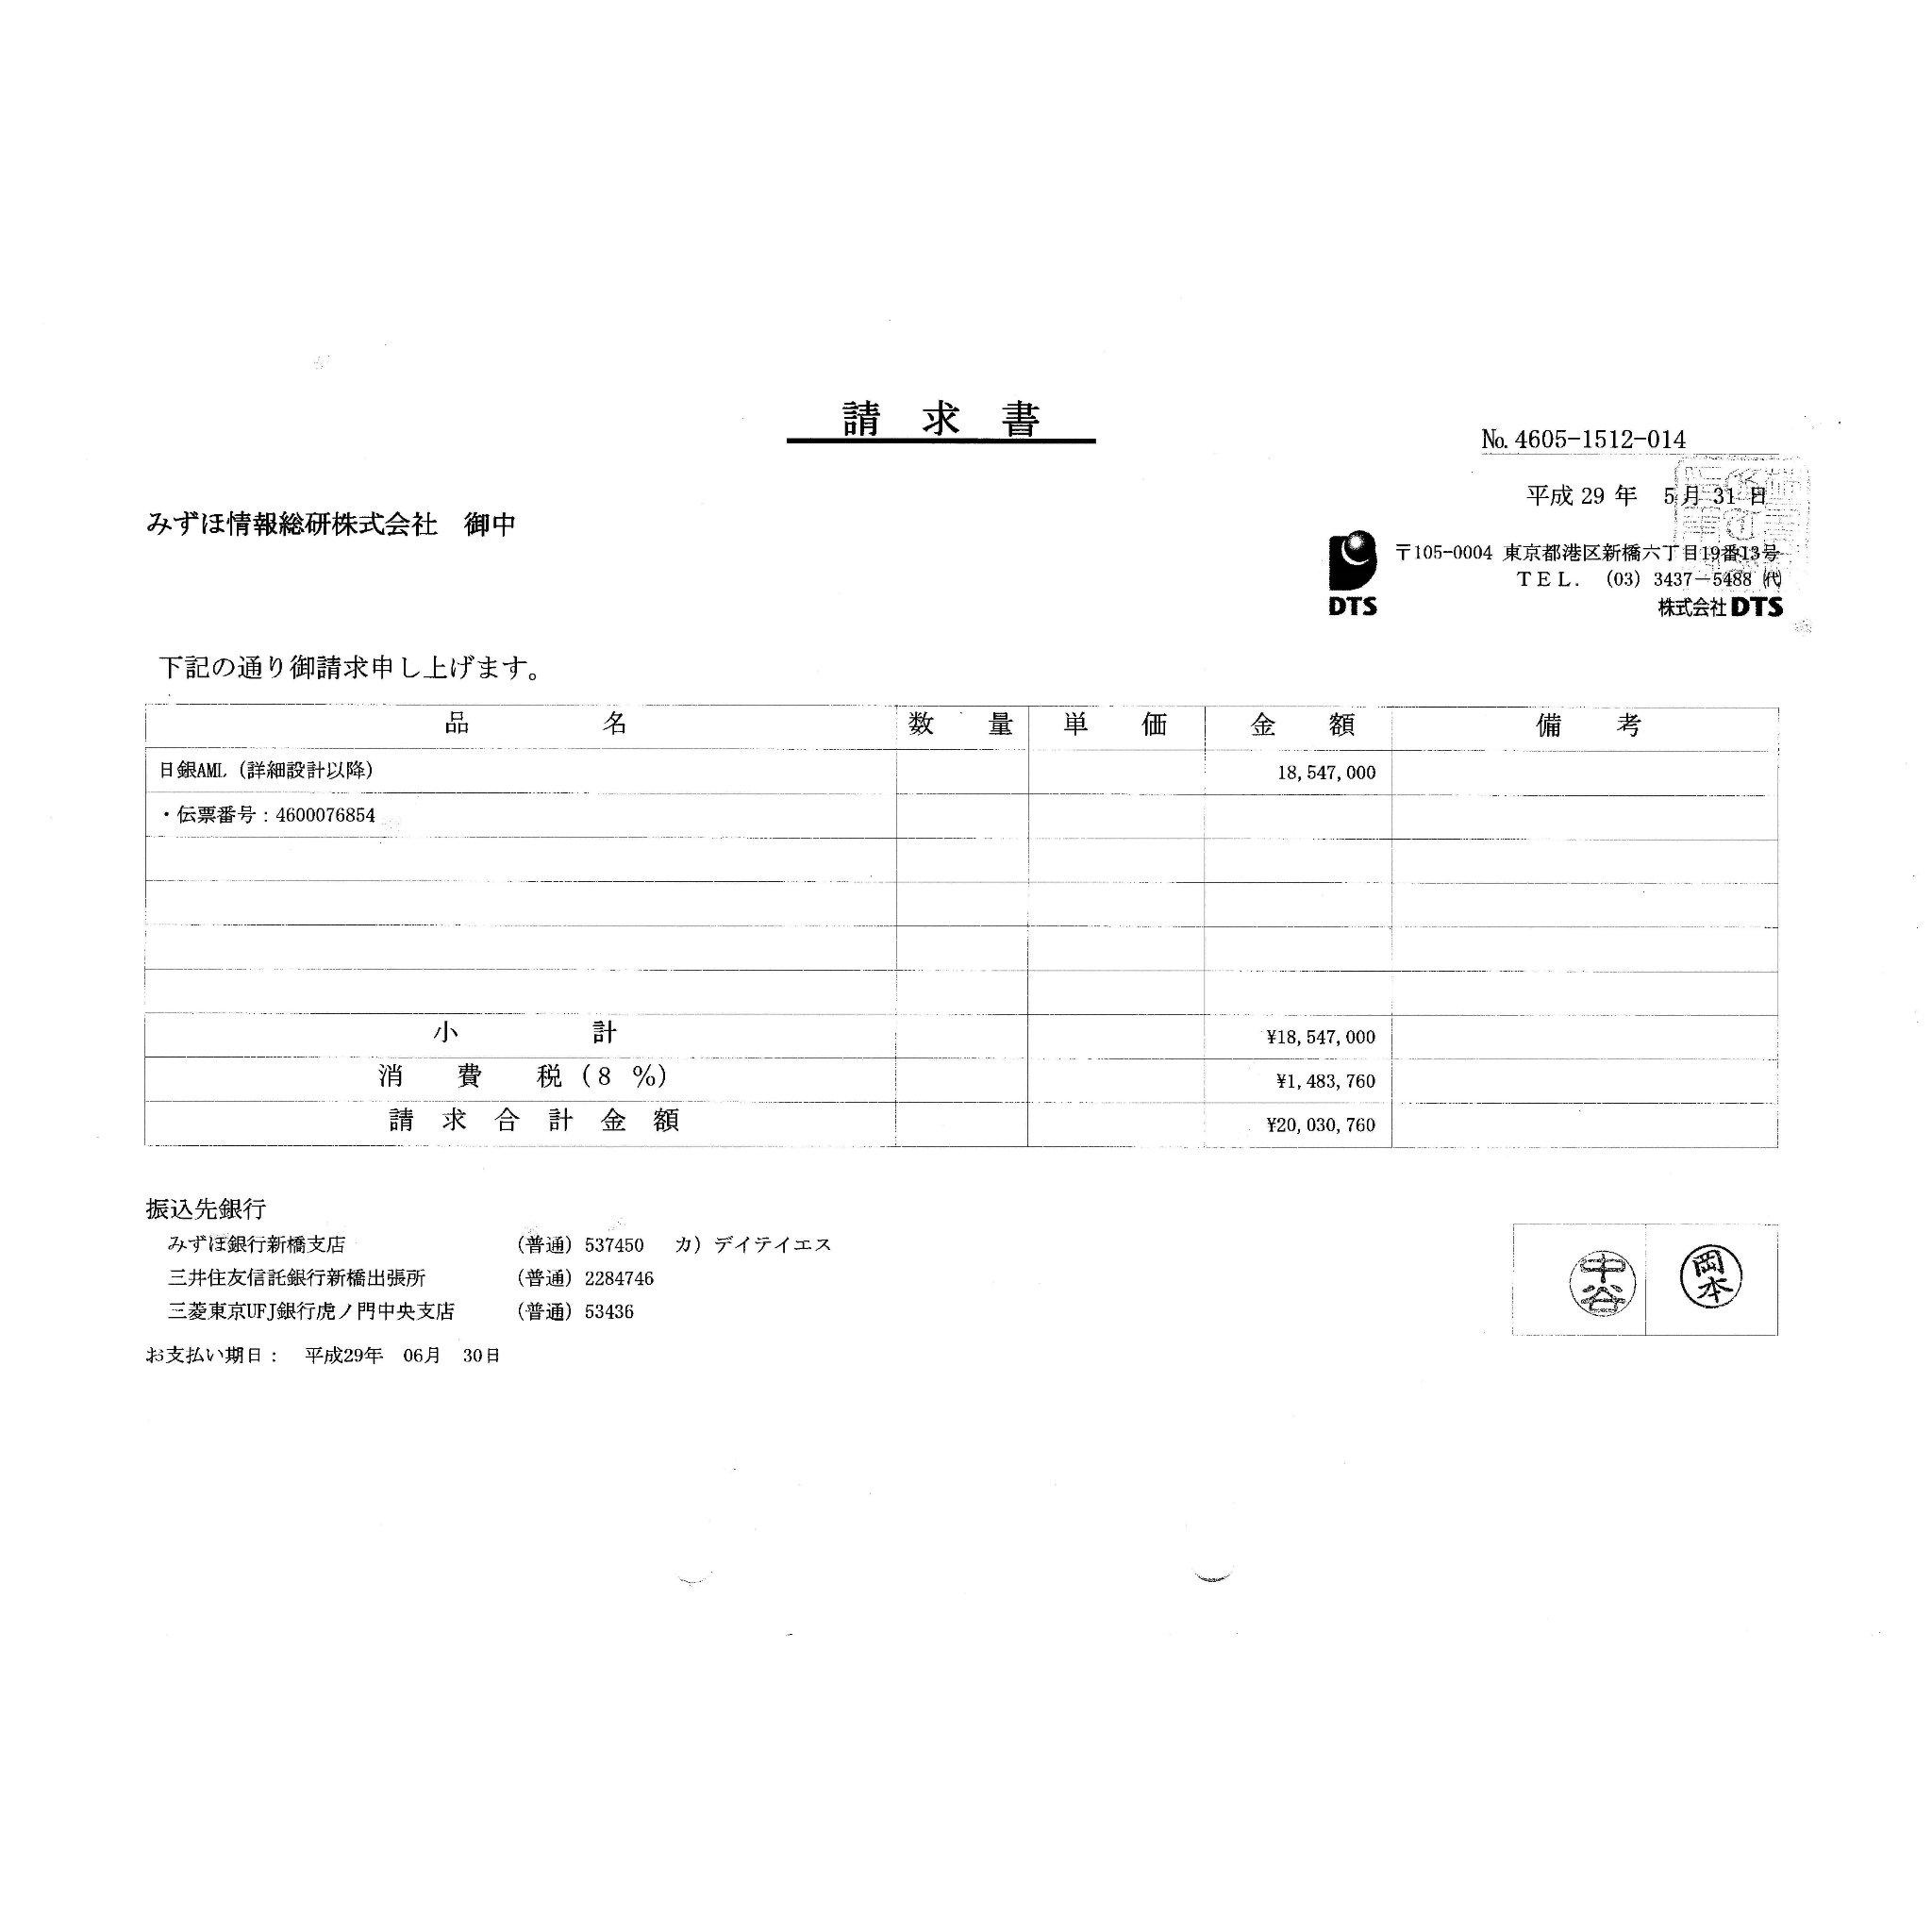 請求書
№.4605-1512-014
平成 29 年 5 月 31 日
みずほ情報総研株式会社 御中
〒105-0004 東京都港区新橋六丁目19番13号
TEL. (03) 3437-5488 ㈹
DTS 株式会社DTS
下記の通り御請求申し上げます。
品名 数量 単価 金額 備考
日銀AML (詳細設計以降) 18,547,000
・伝票番号:4600076854
小計 ¥18,547,000
消費税(8 %) ¥1,483,760
請求合計金額 ¥20,030,760
振込先銀行
みずほ銀行新橋支店 (普通) 537450 カ) デイテイエス
三井住友信託銀行新橋出張所 (普通) 2284746
三菱東京UFJ銀行虎ノ門中央支店 (普通) 53436
中谷 岡本
お支払い期日: 平成29年 06月 30日